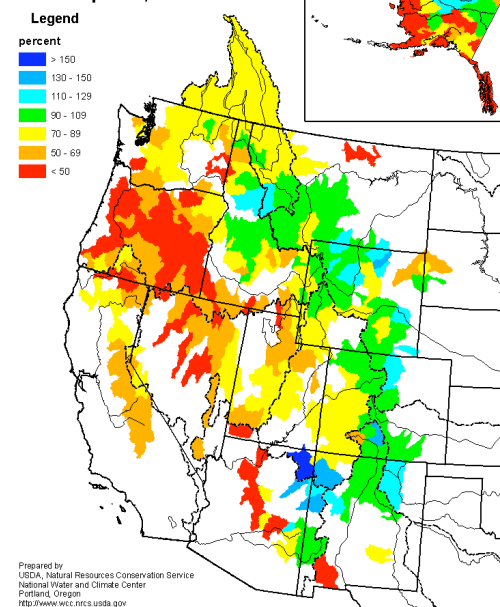 Legend
percent
> 150
130 - 150
110 - 129
90 - 109
70 - 89
50 - 69
< 50
Prepared by
USDA, Natural Resources Conservation Service
National Water and Climate Center
Portland, Oregon
http://www.wcc.nrcs.usda.gov